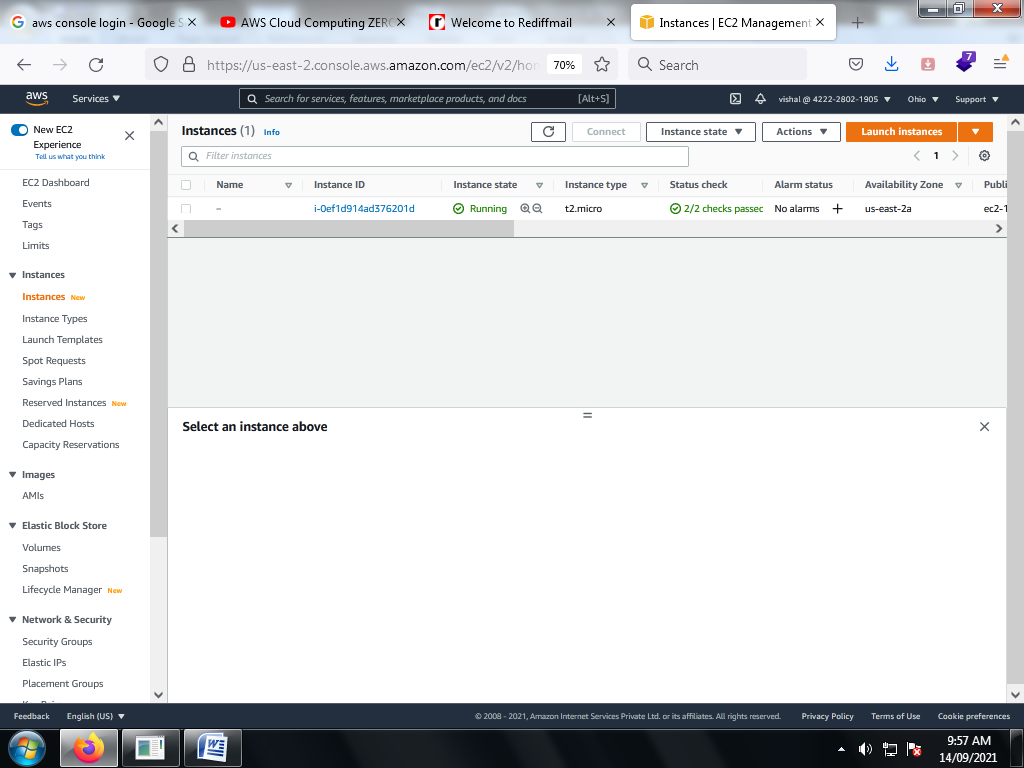 aws console login - Google S
AWS Cloud Computing ZERO
Welcome to Rediffmail
Instances | EC2 Management
https://us-east-2.console.aws.amazon.com/ec2/v2/hom
70%
Search
7
aws
Services
Search for services, features, marketplace products, and docs
[Alt+S]
vishal @ 4222-2802-1905
Ohio
Support
New EC2
Experience
Tell us what you think
EC2 Dashboard
Events
Tags
Limits
Instances
Instances New
Instance Types
Launch Templates
Spot Requests
Savings Plans
Reserved Instances New
Dedicated Hosts
Capacity Reservations
Images
AMIs
Elastic Block Store
Volumes
Snapshots
Lifecycle Manager New
Network & Security
Security Groups
Elastic IPs
Placement Groups
Instances (1) Info
Connect
Instance state
Actions
Launch instances
Filter instances
1
Name Instance ID Instance state Instance type Status check Alarm status Availability Zone Publi
– i-0ef1d914ad376201d Running t2.micro 2/2 checks passed No alarms + us-east-2a ec2-1
Select an instance above
Feedback English (US) © 2008 - 2021, Amazon Internet Services Private Ltd. or its affiliates. All rights reserved. Privacy Policy Terms of Use Cookie preferences
9:57 AM
14/09/2021